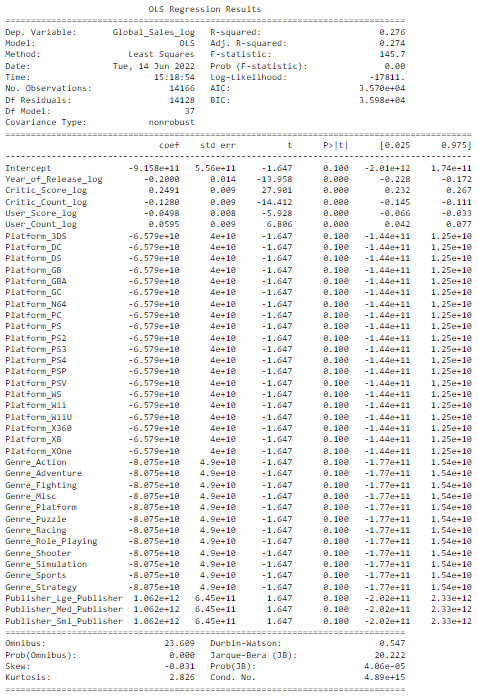 OLS Regression Results
Dep. Variable: Global_Sales_log R-squared: 0.276
Model: OLS Adj. R-squared: 0.274
Method: Least Squares F-statistic: 145.7
Date: Tue, 14 Jun 2022 Prob (F-statistic): 0.00
Time: 15:18:54 Log-Likelihood: -17811.
No. Observations: 14166 AIC: 3.570e+04
Df Residuals: 14128 BIC: 3.598e+04
Df Model: 37
Covariance Type: nonrobust
coef std err t P>|t| [0.025 0.975]
Intercept -9.158e+11 5.56e+11 -1.647 0.100 -2.01e+12 1.74e+11
Year_of_Release_log -0.2000 0.014 -13.958 0.000 -0.228 -0.172
Critic_Score_log 0.2491 0.009 27.901 0.000 0.232 0.267
Critic_Count_log -0.1280 0.009 -14.412 0.000 -0.145 -0.111
User_Score_log -0.0498 0.008 -5.928 0.000 -0.066 -0.033
User_Count_log 0.0595 0.009 6.806 0.000 0.042 0.077
Platform_3DS -6.579e+10 4e+10 -1.647 0.100 -1.44e+11 1.25e+10
Platform_DC -6.579e+10 4e+10 -1.647 0.100 -1.44e+11 1.25e+10
Platform_DS -6.579e+10 4e+10 -1.647 0.100 -1.44e+11 1.25e+10
Platform_GB -6.579e+10 4e+10 -1.647 0.100 -1.44e+11 1.25e+10
Platform_GBA -6.579e+10 4e+10 -1.647 0.100 -1.44e+11 1.25e+10
Platform_GC -6.579e+10 4e+10 -1.647 0.100 -1.44e+11 1.25e+10
Platform_N64 -6.579e+10 4e+10 -1.647 0.100 -1.44e+11 1.25e+10
Platform_PC -6.579e+10 4e+10 -1.647 0.100 -1.44e+11 1.25e+10
Platform_PS -6.579e+10 4e+10 -1.647 0.100 -1.44e+11 1.25e+10
Platform_PS2 -6.579e+10 4e+10 -1.647 0.100 -1.44e+11 1.25e+10
Platform_PS3 -6.579e+10 4e+10 -1.647 0.100 -1.44e+11 1.25e+10
Platform_PS4 -6.579e+10 4e+10 -1.647 0.100 -1.44e+11 1.25e+10
Platform_PSP -6.579e+10 4e+10 -1.647 0.100 -1.44e+11 1.25e+10
Platform_PSV -6.579e+10 4e+10 -1.647 0.100 -1.44e+11 1.25e+10
Platform_WS -6.579e+10 4e+10 -1.647 0.100 -1.44e+11 1.25e+10
Platform_Wii -6.579e+10 4e+10 -1.647 0.100 -1.44e+11 1.25e+10
Platform_WiiU -6.579e+10 4e+10 -1.647 0.100 -1.44e+11 1.25e+10
Platform_X360 -6.579e+10 4e+10 -1.647 0.100 -1.44e+11 1.25e+10
Platform_XB -6.579e+10 4e+10 -1.647 0.100 -1.44e+11 1.25e+10
Platform_XOne -6.579e+10 4e+10 -1.647 0.100 -1.44e+11 1.25e+10
Genre_Action -8.075e+10 4.9e+10 -1.647 0.100 -1.77e+11 1.54e+10
Genre_Adventure -8.075e+10 4.9e+10 -1.647 0.100 -1.77e+11 1.54e+10
Genre_Fighting -8.075e+10 4.9e+10 -1.647 0.100 -1.77e+11 1.54e+10
Genre_Misc -8.075e+10 4.9e+10 -1.647 0.100 -1.77e+11 1.54e+10
Genre_Platform -8.075e+10 4.9e+10 -1.647 0.100 -1.77e+11 1.54e+10
Genre_Puzzle -8.075e+10 4.9e+10 -1.647 0.100 -1.77e+11 1.54e+10
Genre_Racing -8.075e+10 4.9e+10 -1.647 0.100 -1.77e+11 1.54e+10
Genre_Role_Playing -8.075e+10 4.9e+10 -1.647 0.100 -1.77e+11 1.54e+10
Genre_Shooter -8.075e+10 4.9e+10 -1.647 0.100 -1.77e+11 1.54e+10
Genre_Simulation -8.075e+10 4.9e+10 -1.647 0.100 -1.77e+11 1.54e+10
Genre_Sports -8.075e+10 4.9e+10 -1.647 0.100 -1.77e+11 1.54e+10
Genre_Strategy -8.075e+10 4.9e+10 -1.647 0.100 -1.77e+11 1.54e+10
Publisher_Lge_Publisher 1.062e+12 6.45e+11 1.647 0.100 -2.02e+11 2.33e+12
Publisher_Med_Publisher 1.062e+12 6.45e+11 1.647 0.100 -2.02e+11 2.33e+12
Publisher_Sml_Publisher 1.062e+12 6.45e+11 1.647 0.100 -2.02e+11 2.33e+12
Omnibus: 23.609 Durbin-Watson: 0.547
Prob(Omnibus): 0.000 Jarque-Bera (JB): 20.222
Skew: -0.031 Prob(JB): 4.06e-05
Kurtosis: 2.826 Cond. No. 4.89e+15